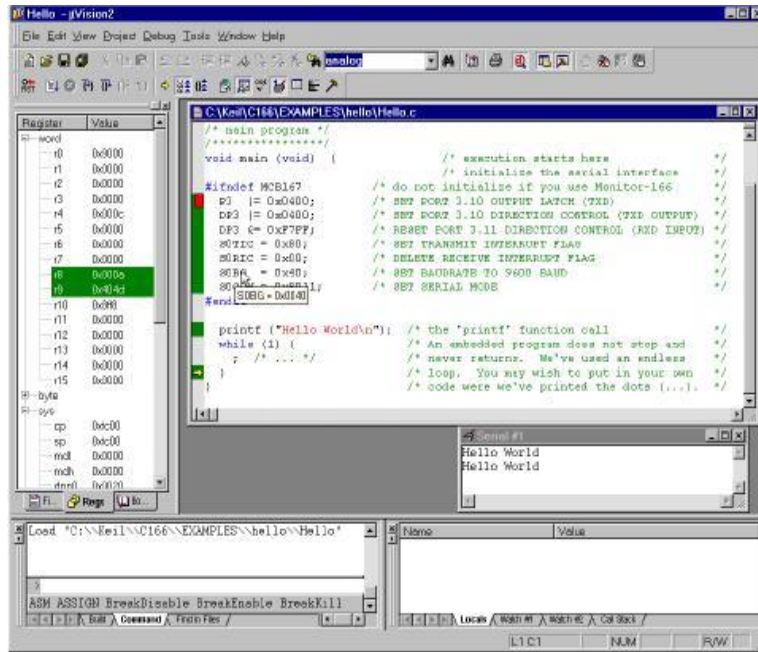 Hello - µVision2
File Edit View Project Debug Tools Window Help
analog
Register Value
word
r0 0x9000
r1 0x0000
r2 0x0000
r3 0x0000
r4 0x000c
r5 0x0000
r6 0x0000
r7 0x0000
r8 0x000a
r9 0x404d
r10
r11 0x0000
r12 0x0000
r13 0x0000
r14 0x0000
r15 0x0000
byte
sys
cp 0xfc00
sp 0xfc00
mdl 0x0000
mdh 0x0000
dpp0 0x0020
Fi... Regs Bo...
C:\Keil\C166\EXAMPLES\hello\Hello.c
/* main program */
/****************/
void main (void) { /* execution starts here */
/* initialize the serial interface */
#ifndef MCB167 /* do not initialize if you use Monitor-166 */
P3 |= 0x0400; /* SET PORT 3.10 OUTPUT LATCH (TXD) */
DP3 |= 0x0400; /* SET PORT 3.10 DIRECTION CONTROL (TXD OUTPUT) */
DP3 &= 0xF7FF; /* RESET PORT 3.11 DIRECTION CONTROL (RXD INPUT) */
S0TIC = 0x80; /* SET TRANSMIT INTERRUPT FLAG */
S0RIC = 0x00; /* DELETE RECEIVE INTERRUPT FLAG */
S0BG = 0x40; /* SET BAUDRATE TO 9600 BAUD */
/* SET SERIAL MODE */
S0BG = 0x0040
printf ("Hello World\n"); /* the 'printf' function call */
while (1) { /* An embedded program does not stop and */
; /* ... */ /* never returns. We've used an endless */
} /* loop. You may wish to put in your own */
} /* code were we've printed the dots (...). */
Serial #1
Hello World
Hello World
Load "C:\\Keil\\C166\\EXAMPLES\\hello\\Hello"
>
ASM ASSIGN BreakDisable BreakEnable BreakKill
Build Command Find in Files
Name Value
Locals Watch #1 Watch #2 Call Stack
L:1 C:1 NUM R/W